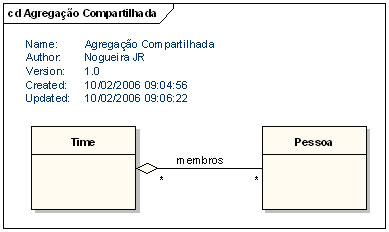 cd Agregação Compartilhada
Name: Agregação Compartilhada
Author: Nogueira JR
Version: 1.0
Created: 10/02/2006 09:04:56
Updated: 10/02/2006 09:06:22
Time membros Pessoa
* *